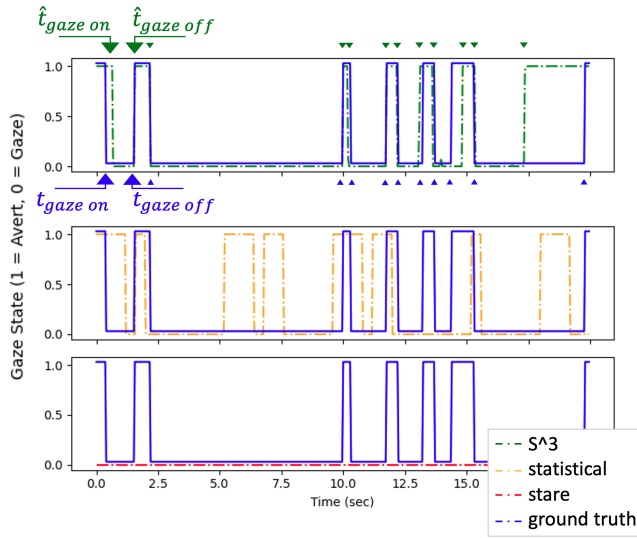 t̂gaze on t̂gaze off
1.0
0.5
0.0
tgaze on tgaze off
Gaze State (1 = Avert, 0 = Gaze)
1.0
0.5
0.0
1.0
0.5
0.0
0.0 2.5 5.0 7.5 10.0 12.5 15.0
Time (sec)
S^3
statistical
stare
ground truth